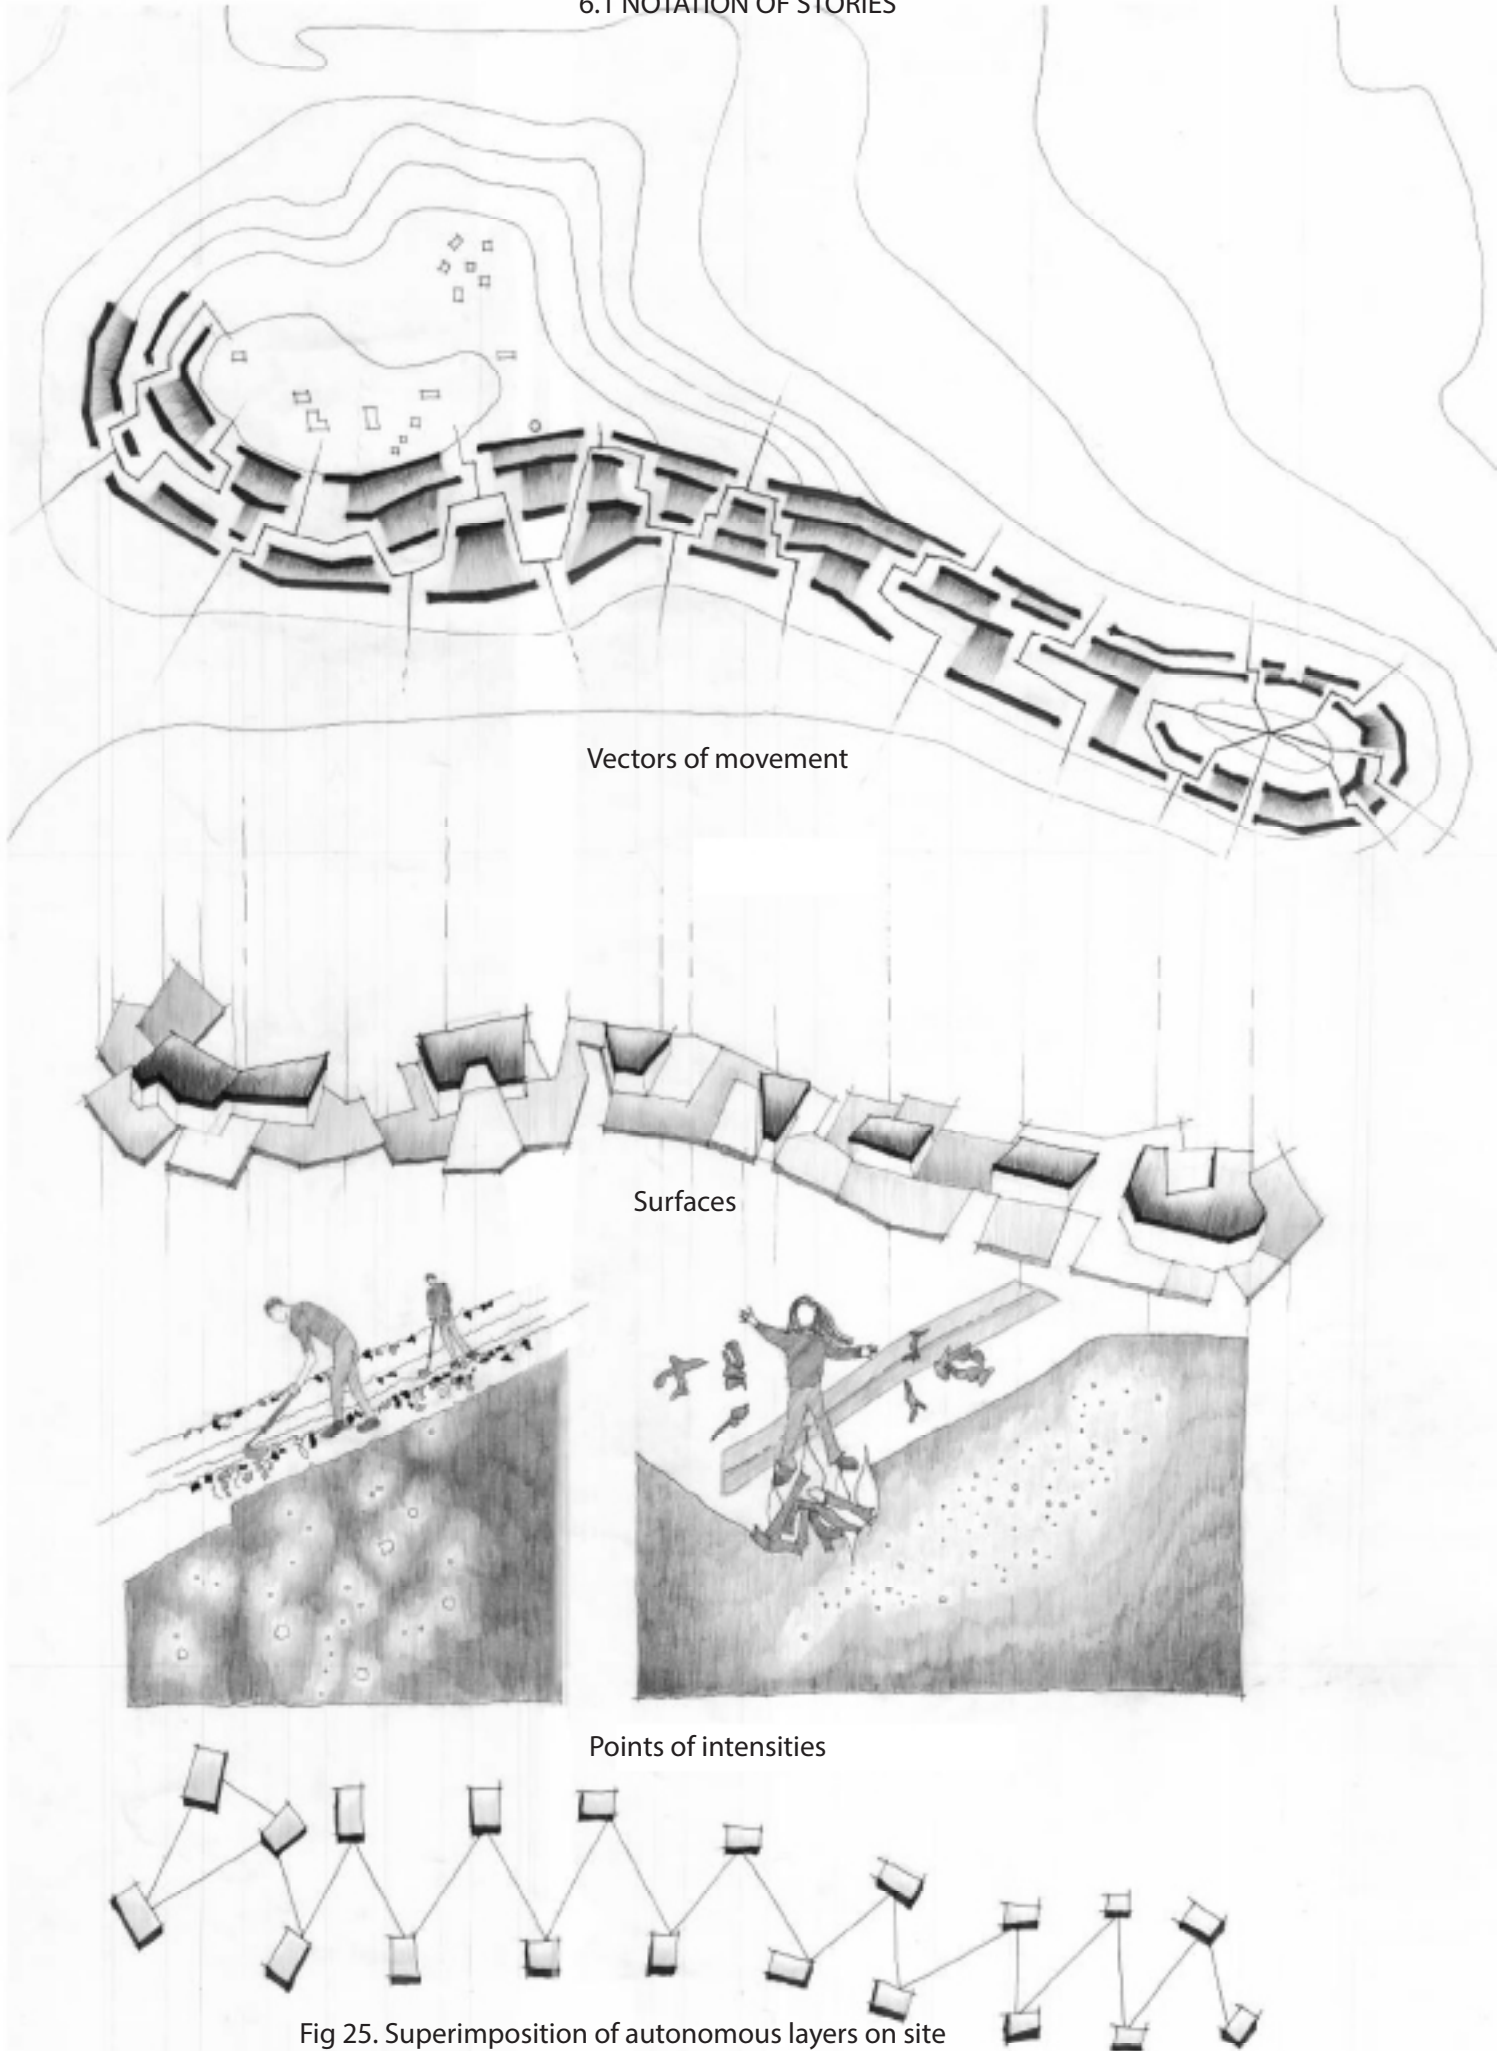 6.1 NOTATION OF STORIES
Vectors of movement
Surfaces
Points of intensities
Fig 25. Superimposition of autonomous layers on site